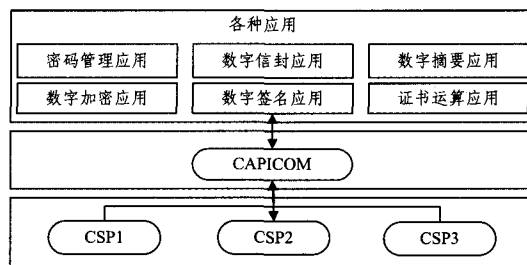 各种应用
密码管理应用 数字信封应用 数字摘要应用
数字加密应用 数字签名应用 证书运算应用
CAPICOM
CSP1 CSP2 CSP3